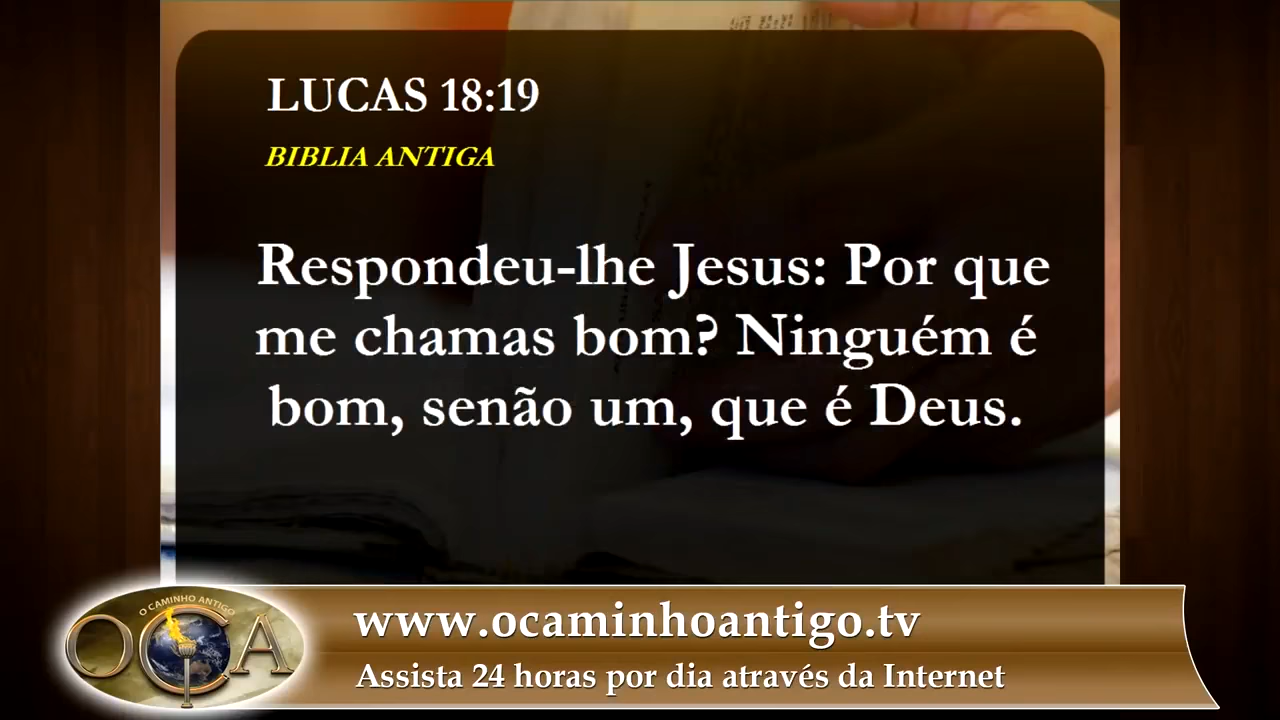 LUCAS 18:19
BIBLIA ANTIGA
Respondeu-lhe Jesus: Por que
me chamas bom? Ninguém é
bom, senão um, que é Deus.
O CAMINHO ANTIGO
OCA
www.ocaminhoantigo.tv
Assista 24 horas por dia através da Internet